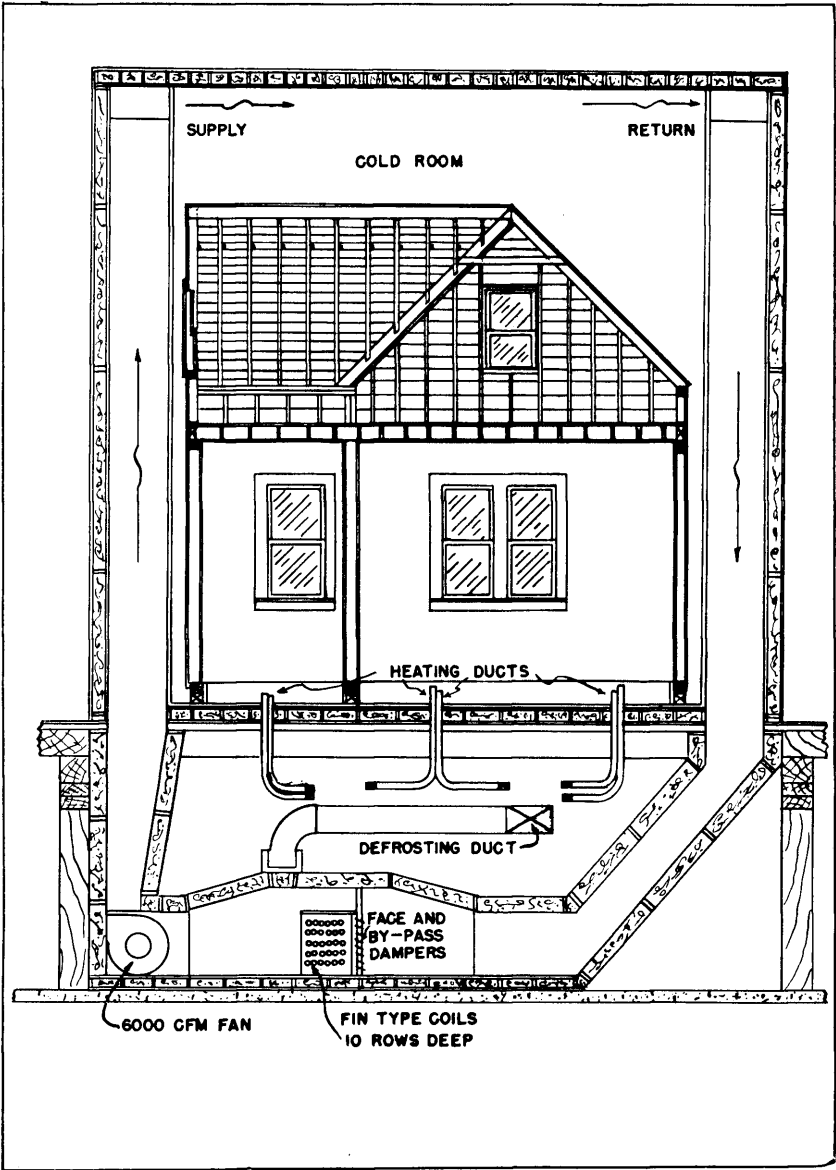 SUPPLY
RETURN
COLD ROOM
HEATING DUCTS
DEFROSTING DUCT
FACE AND
BY-PASS
DAMPERS
6000 CFM FAN
FIN TYPE COILS
10 ROWS DEEP